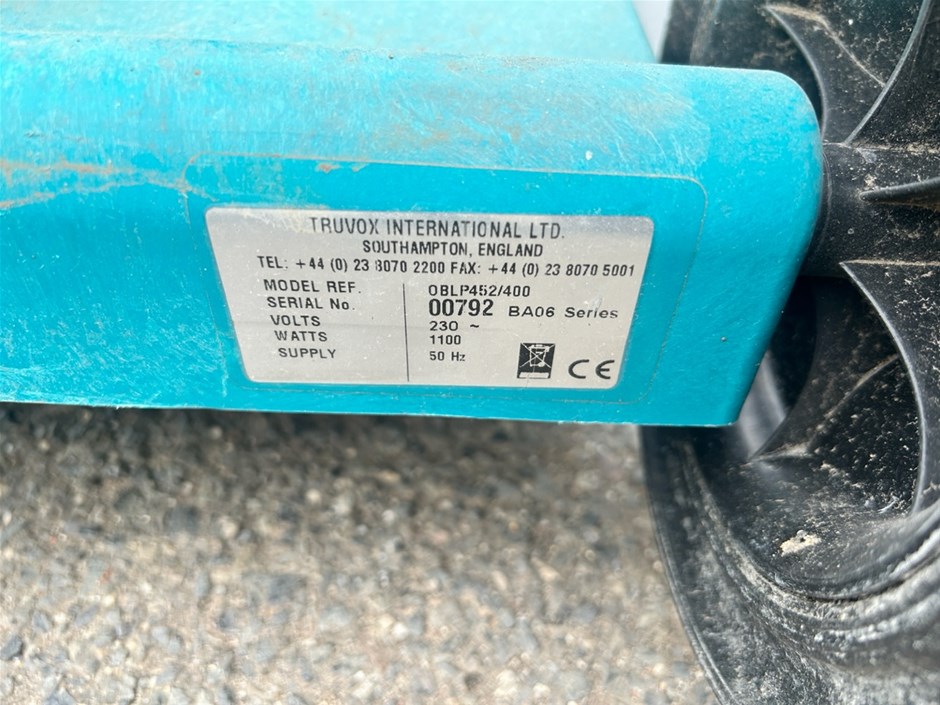 TRUVOX INTERNATIONAL LTD.
SOUTHAMPTON, ENGLAND
TEL: +44 (0) 23 8070 2200 FAX: +44 (0) 23 8070 5001
MODEL REF. OBLP452/400
SERIAL No. 00792 BA06 Series
VOLTS 230 ~
WATTS 1100
SUPPLY 50 Hz
CE